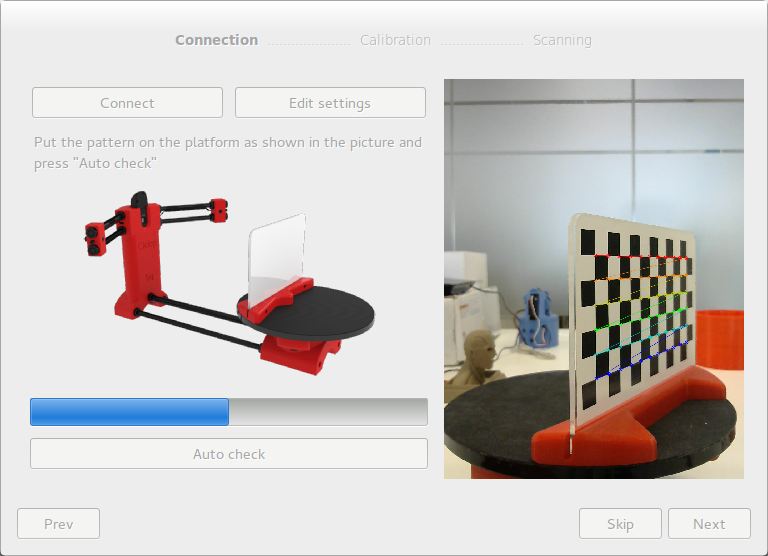 Connection ..................... Calibration ..................... Scanning
Connect
Edit settings
Put the pattern on the platform as shown in the picture and
press "Auto check"
Auto check
Prev
Skip
Next